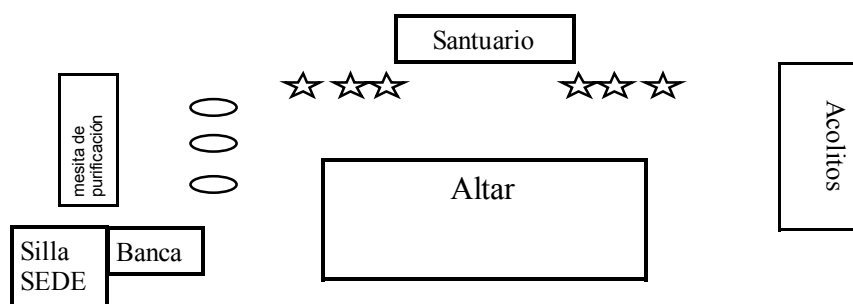 Santuario
mesita de
purificación
Acolitos
Altar
Silla
SEDE
Banca